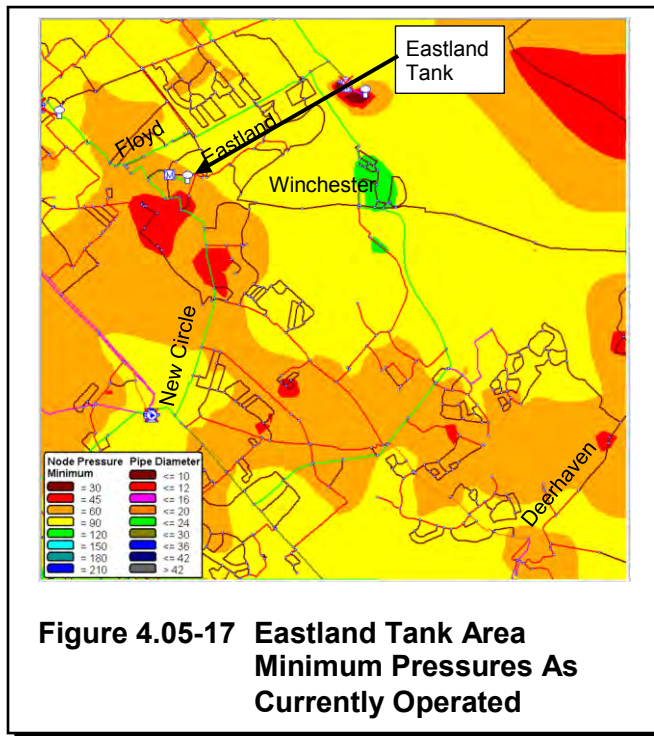 Eastland
Tank
Floyd
Eastland
M
Winchester
New Circle
Deerhaven
Node Pressure
Minimum
= 30
= 45
= 60
= 90
= 120
= 150
= 180
= 210
Pipe Diameter
<= 10
<= 12
<= 16
<= 20
<= 24
<= 30
<= 36
<= 42
> 42
Figure 4.05-17 Eastland Tank Area
Minimum Pressures As
Currently Operated